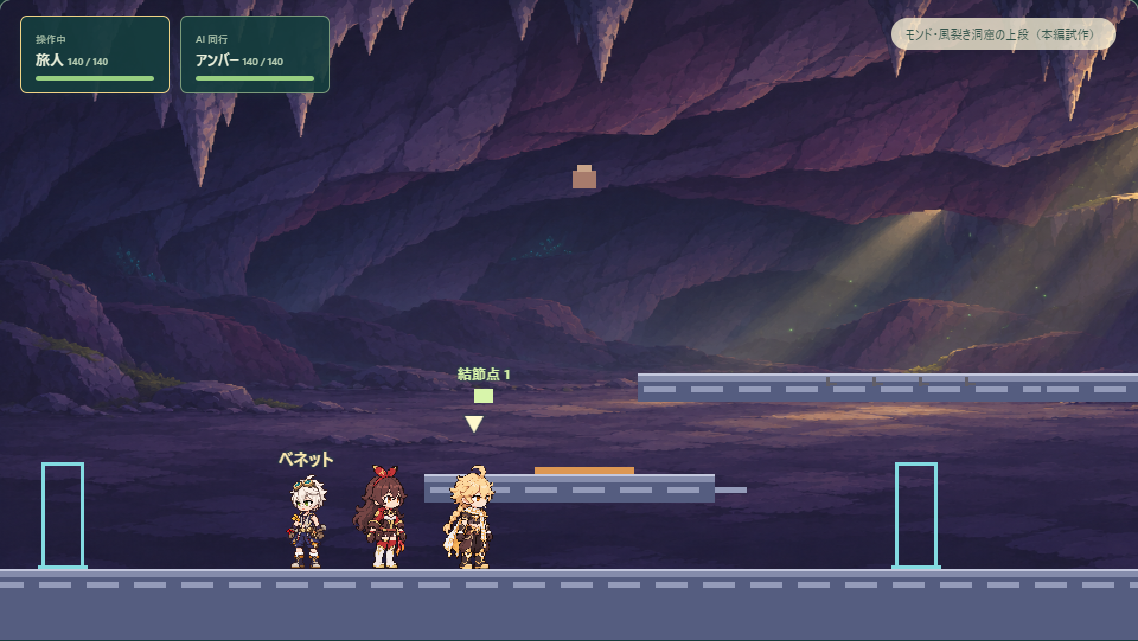 操作中
旅人 140 / 140
AI 同行
アンバー 140 / 140
モンド・風裂き洞窟の上段（本編試作）
結節点 1
ベネット